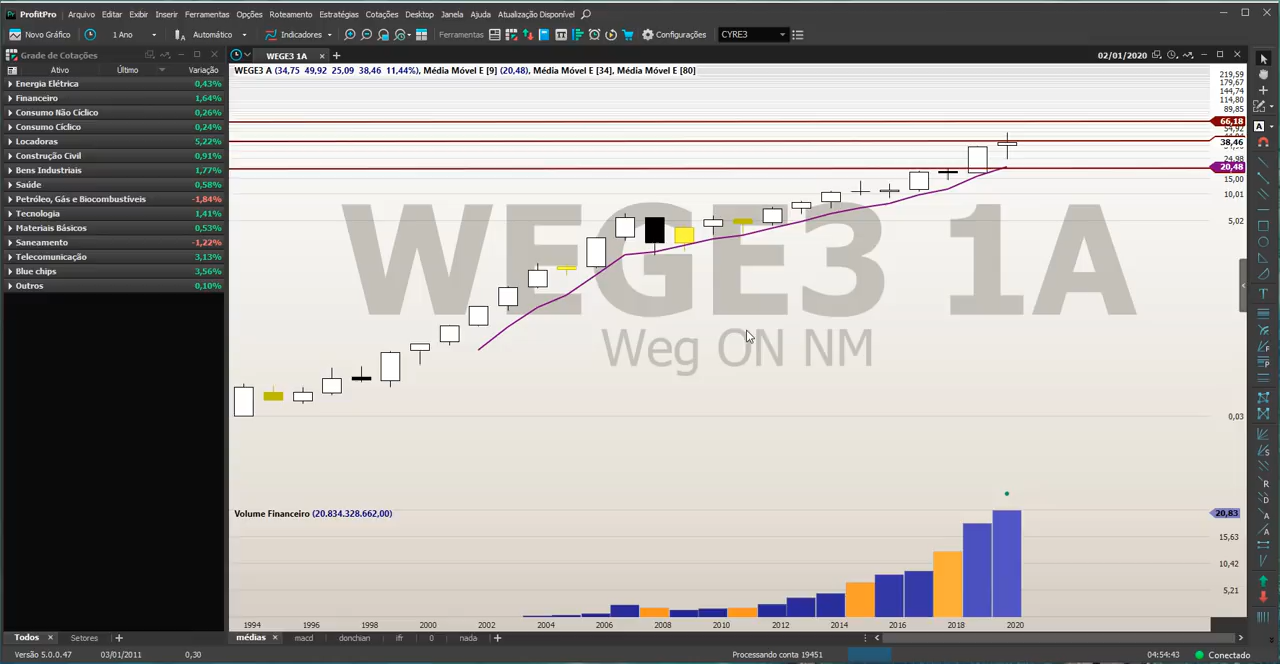 ProfitPro Arquivo Editar Exibir Inserir Ferramentas Opções Roteamento Estratégias Cotações Desktop Janela Ajuda Atualização Disponível
Novo Gráfico 1 Ano Automático Indicadores Ferramentas Configurações CYRE3
Grade de Cotações
WEGE3 1A
02/01/2020
Ativo Último Variação
Energia Elétrica 0,43%
Financeiro 1,64%
Consumo Não Cíclico 0,26%
Consumo Cíclico 0,24%
Locadoras 5,22%
Construção Civil 0,91%
Bens Industriais 1,77%
Saúde 0,58%
Petróleo, Gás e Biocombustíveis -1,84%
Tecnologia 1,41%
Materiais Básicos 0,53%
Saneamento -1,22%
Telecomunicação 3,13%
Blue chips 3,56%
Outros 0,10%
WEGE3 A (34,75 49,92 25,09 38,46 11,44%), Média Móvel E [9] (20,48), Média Móvel E [34], Média Móvel E [80]
219,59
179,67
144,74
114,80
89,85
66,18
38,46
24,98
20,48
15,00
10,01
5,02
0,03
WEGE3 1A
Weg ON NM
Volume Financeiro (20.834.328.662,00)
20,83
15,63
10,42
5,21
1994 1996 1998 2000 2002 2004 2006 2008 2010 2012 2014 2016 2018 2020
Todos Setores
médias macd donchian ifr 0 nada
Versão 5.0.0.47 03/01/2011 0,30 Processando conta 19451 04:54:43 Conectado